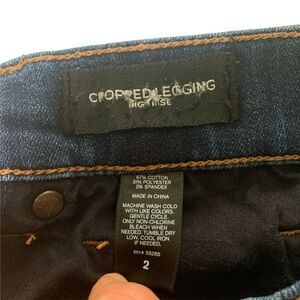 CROPPED LEGGING
HIGH RISE
67% COTTON
31% POLYESTER
2% SPANDEX
MADE IN CHINA
MACHINE WASH COLD
WITH LIKE COLORS.
GENTLE CYCLE.
ONLY NON-CHLORINE
BLEACH WHEN
NEEDED. TUMBLE DRY
LOW. COOL IRON
IF NEEDED.
RN# 55285
2